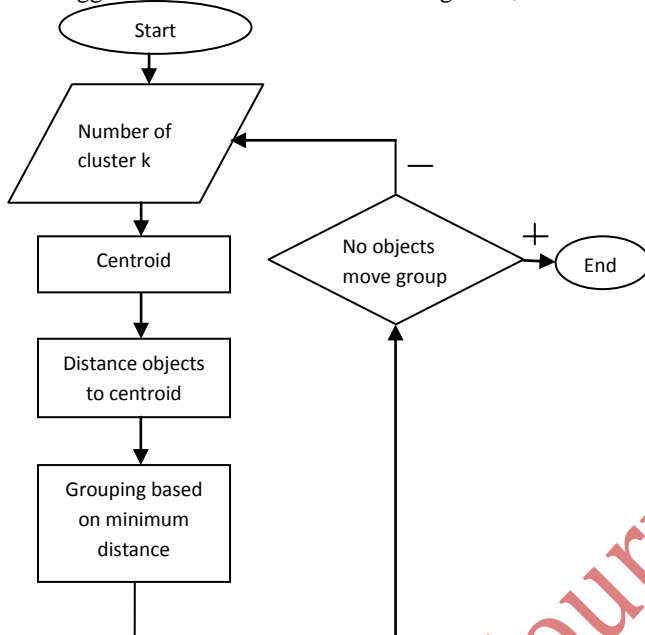 Start
Number of
cluster k
Centroid
Distance objects
to centroid
Grouping based
on minimum
distance
No objects
move group
−
+
End